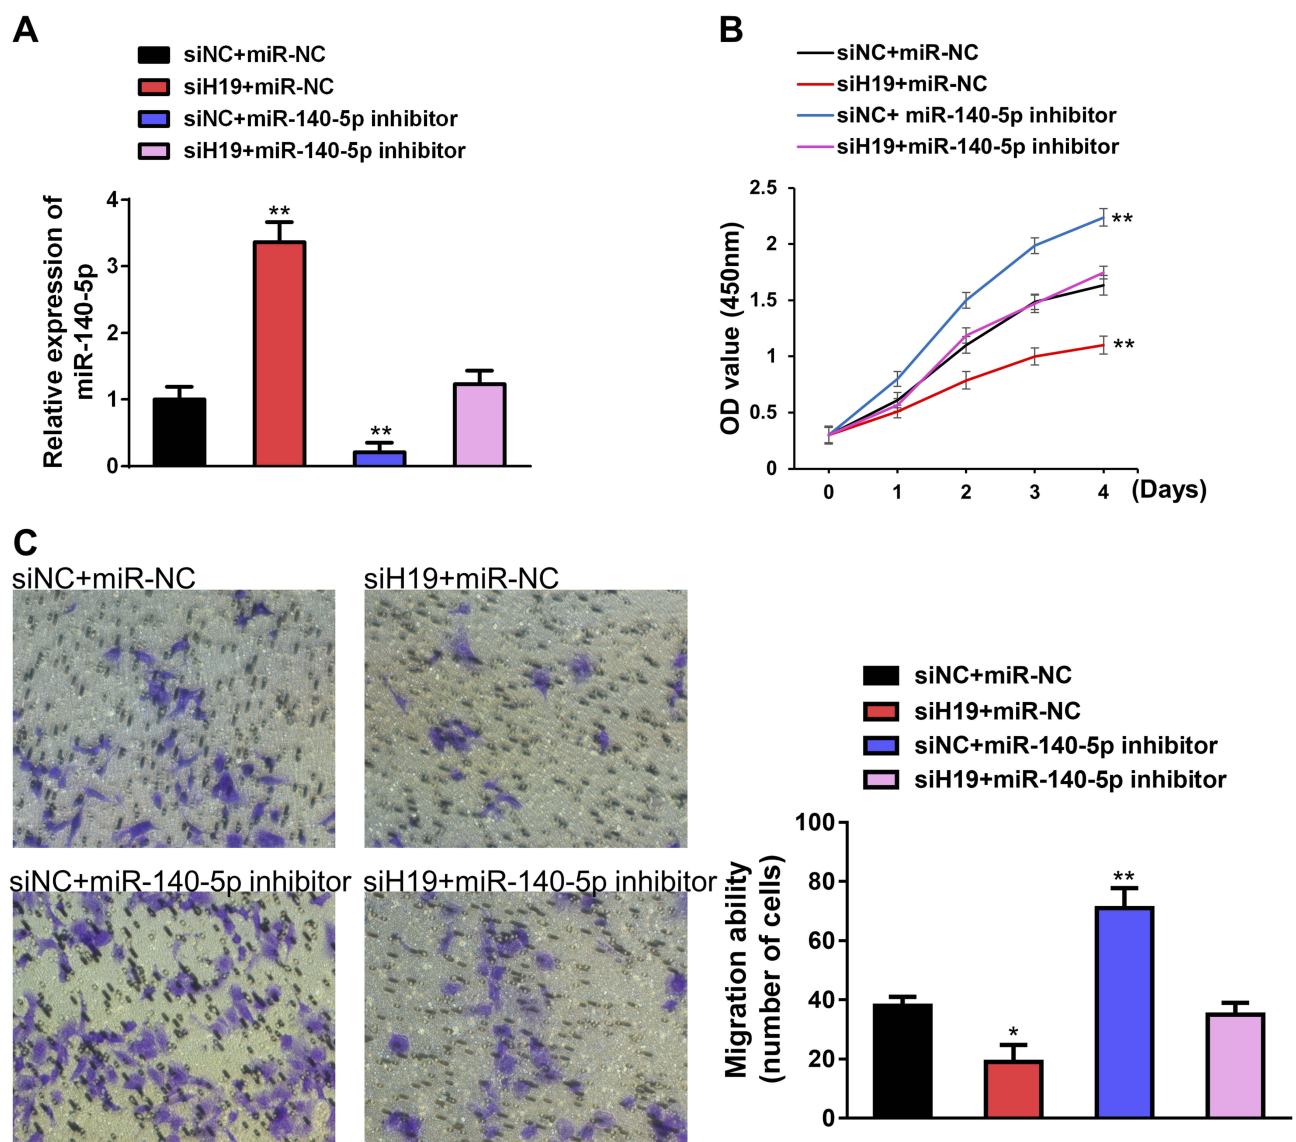 A
siNC+miR-NC
siH19+miR-NC
siNC+miR-140-5p inhibitor
siH19+miR-140-5p inhibitor
Relative expression of
miR-140-5p
4
3
2
1
0
**
**
B
siNC+miR-NC
siH19+miR-NC
siNC+ miR-140-5p inhibitor
siH19+miR-140-5p inhibitor
OD value (450nm)
2.5
2
1.5
1
0.5
0
**
**
0 1 2 3 4 (Days)
C
siNC+miR-NC
siH19+miR-NC
siNC+miR-140-5p inhibitor
siH19+miR-140-5p inhibitor
siNC+miR-NC
siH19+miR-NC
siNC+miR-140-5p inhibitor
siH19+miR-140-5p inhibitor
Migration ability
(number of cells)
100
80
60
40
20
0
*
**